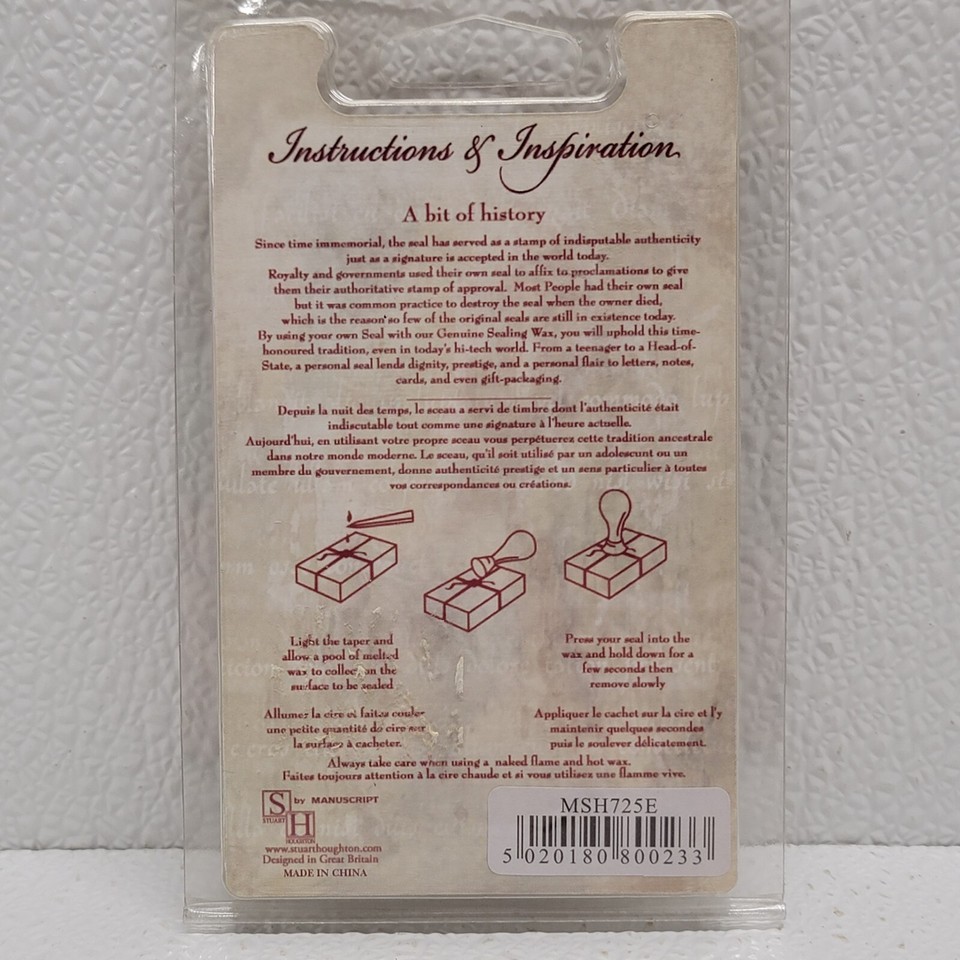 Instructions & Inspiration
A bit of history
Since time immemorial, the seal has served as a stamp of indisputable authenticity
just as a signature is accepted in the world today.
Royalty and governments used their own seal to affix to proclamations to give
them their authoritative stamp of approval. Most People had their own seal
but it was common practice to destroy the seal when the owner died,
which is the reason so few of the original seals are still in existence today.
By using your own Seal with our Genuine Sealing Wax, you will uphold this time-
honoured tradition, even in today's hi-tech world. From a teenager to a Head-of-
State, a personal seal lends dignity, prestige, and a personal flair to letters, notes,
cards, and even gift-packaging.
Depuis la nuit des temps, le sceau a servi de timbre dont l'authenticité était
indiscutable tout comme une signature à l'heure actuelle.
Aujourd'hui, en utilisant votre propre sceau vous perpétuerez cette tradition ancestrale
dans notre monde moderne. Le sceau, qu'il soit utilisé par un adolescent ou un
membre du gouvernement, donne authenticité prestige et un sens particulier à toutes
vos correspondances ou créations.
Light the taper and
allow a pool of melted
wax to collect on the
surface to be sealed
Press your seal into the
wax and hold down for a
few seconds then
remove slowly
Allumez la cire et faites couler
une petite quantité de cire sur
la surface à cacheter.
Appliquer le cachet sur la cire et l'y
maintenir quelques secondes
puis le soulever délicatement.
Always take care when using a naked flame and hot wax.
Faites toujours attention à la cire chaude et si vous utilisez une flamme vive.
S by MANUSCRIPT
STUART H
HOUGHTON
www.stuarthoughton.com
Designed in Great Britain
MADE IN CHINA
MSH725E
5 020180 800233